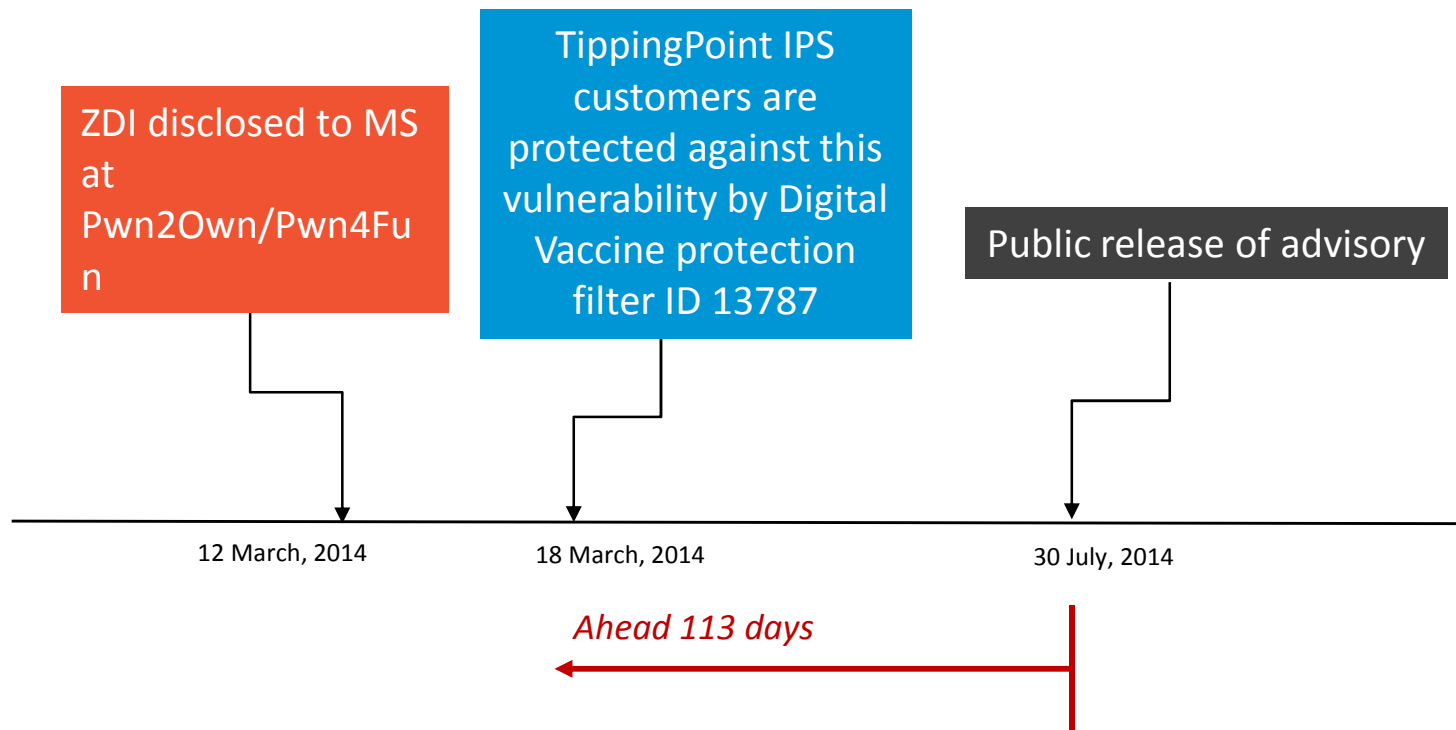 ZDI disclosed to MS
at
Pwn2Own/Pwn4Fu
n
TippingPoint IPS
customers are
protected against this
vulnerability by Digital
Vaccine protection
filter ID 13787
Public release of advisory
12 March, 2014
18 March, 2014
30 July, 2014
Ahead 113 days